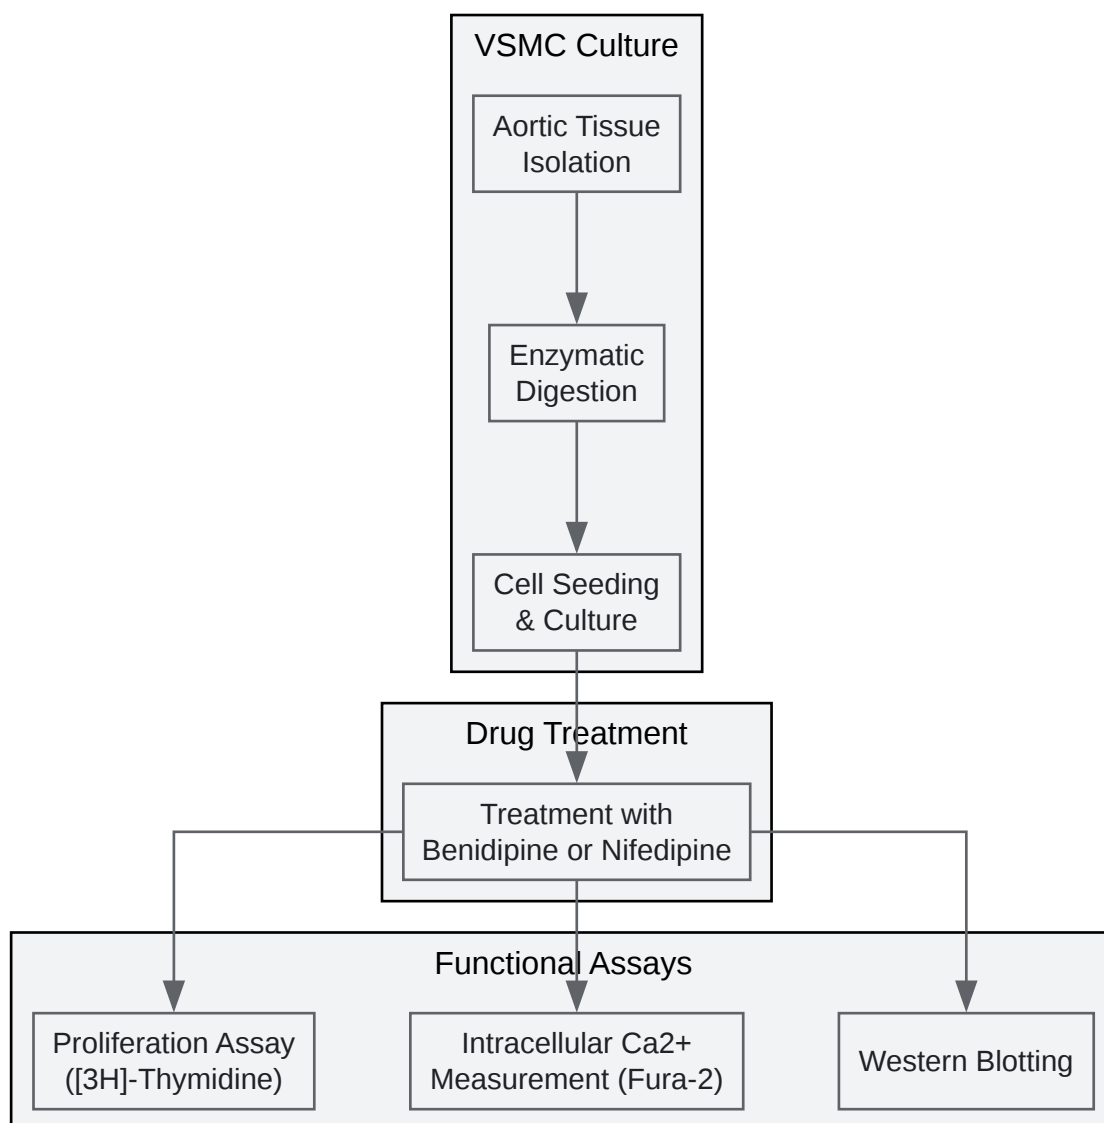 VSMC Culture
Aortic Tissue
Isolation
Enzymatic
Digestion
Cell Seeding
& Culture
Drug Treatment
Treatment with
Benidipine or Nifedipine
Functional Assays
Proliferation Assay
([3H]-Thymidine)
Intracellular Ca2+
Measurement (Fura-2)
Western Blotting